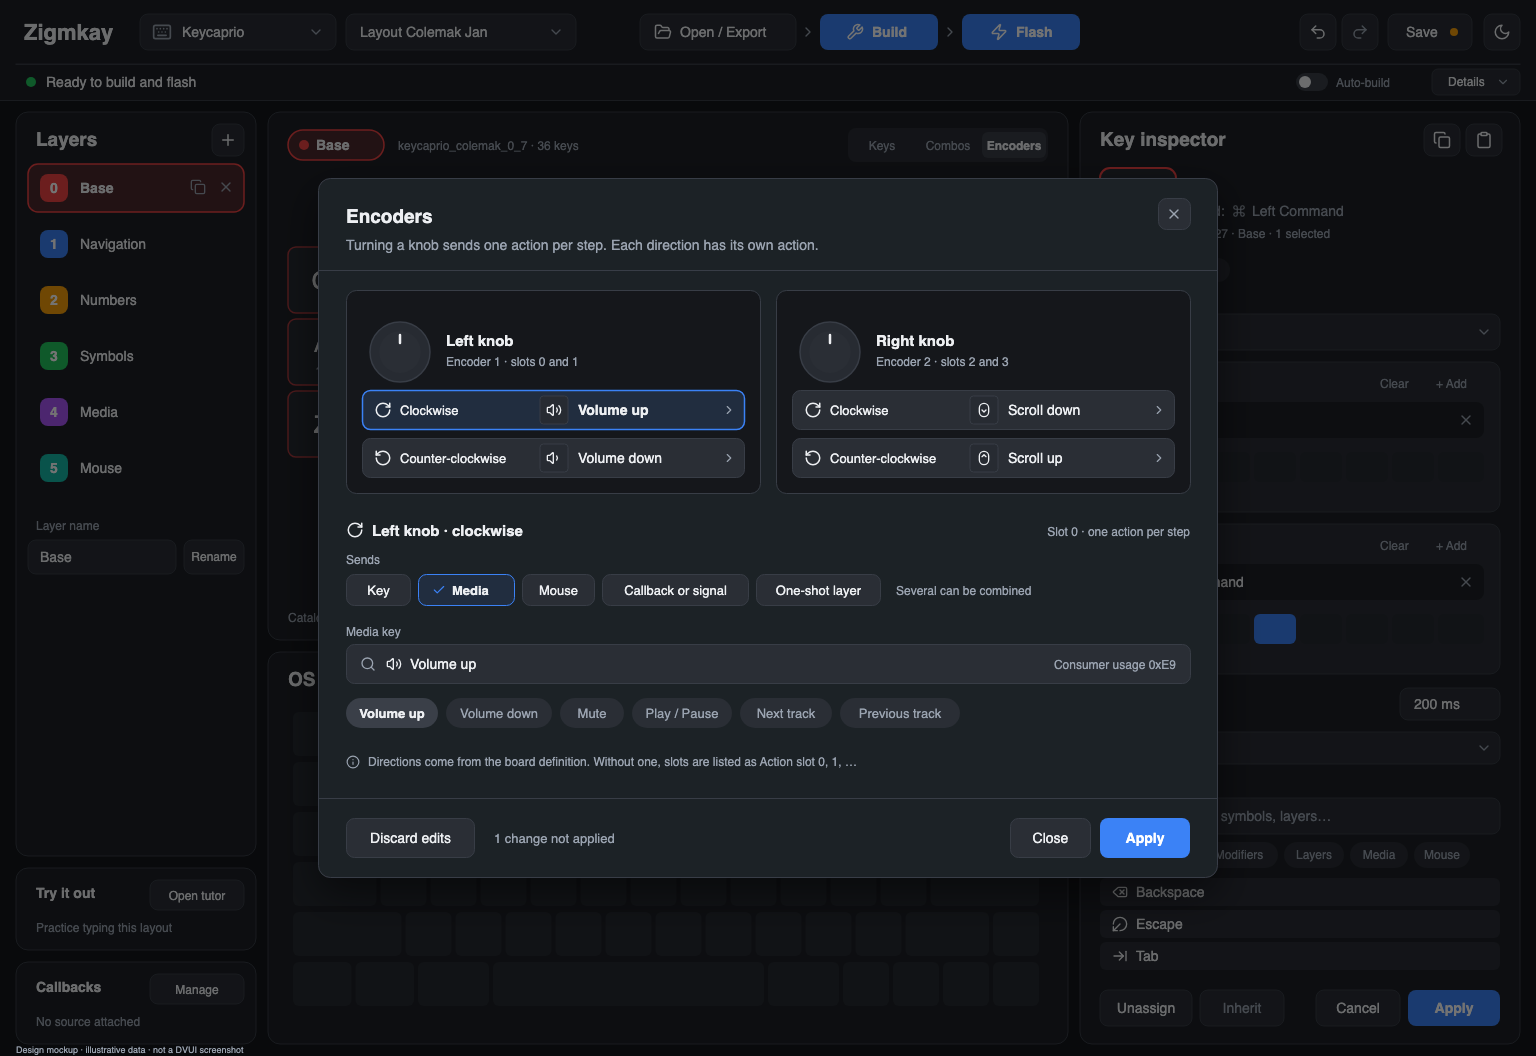 Zigmkay
Keycaprio
Layout Colemak Jan
Open / Export
Build
Flash
Save
Ready to build and flash
Auto-build
Details
Layers
0 Base
1 Navigation
2 Numbers
3 Symbols
4 Media
5 Mouse
Layer name
Base
Rename
Try it out
Open tutor
Practice typing this layout
Callbacks
Manage
No source attached
Design mockup · illustrative data · not a DVUI screenshot
Base
keycaprio_colemak_0_7 · 36 keys
Keys
Combos
Encoders
OS
Encoders
Turning a knob sends one action per step. Each direction has its own action.
Left knob
Encoder 1 · slots 0 and 1
Clockwise
Volume up
Counter-clockwise
Volume down
Right knob
Encoder 2 · slots 2 and 3
Clockwise
Scroll down
Counter-clockwise
Scroll up
Left knob · clockwise
Slot 0 · one action per step
Sends
Key
Media
Mouse
Callback or signal
One-shot layer
Several can be combined
Media key
Volume up
Consumer usage 0xE9
Volume up
Volume down
Mute
Play / Pause
Next track
Previous track
Directions come from the board definition. Without one, slots are listed as Action slot 0, 1, …
Discard edits
1 change not applied
Close
Apply
Key inspector
⌘ Left Command
27 · Base · 1 selected
Clear
+ Add
Clear
+ Add
200 ms
symbols, layers…
Modifiers
Layers
Media
Mouse
Backspace
Escape
Tab
Unassign
Inherit
Cancel
Apply